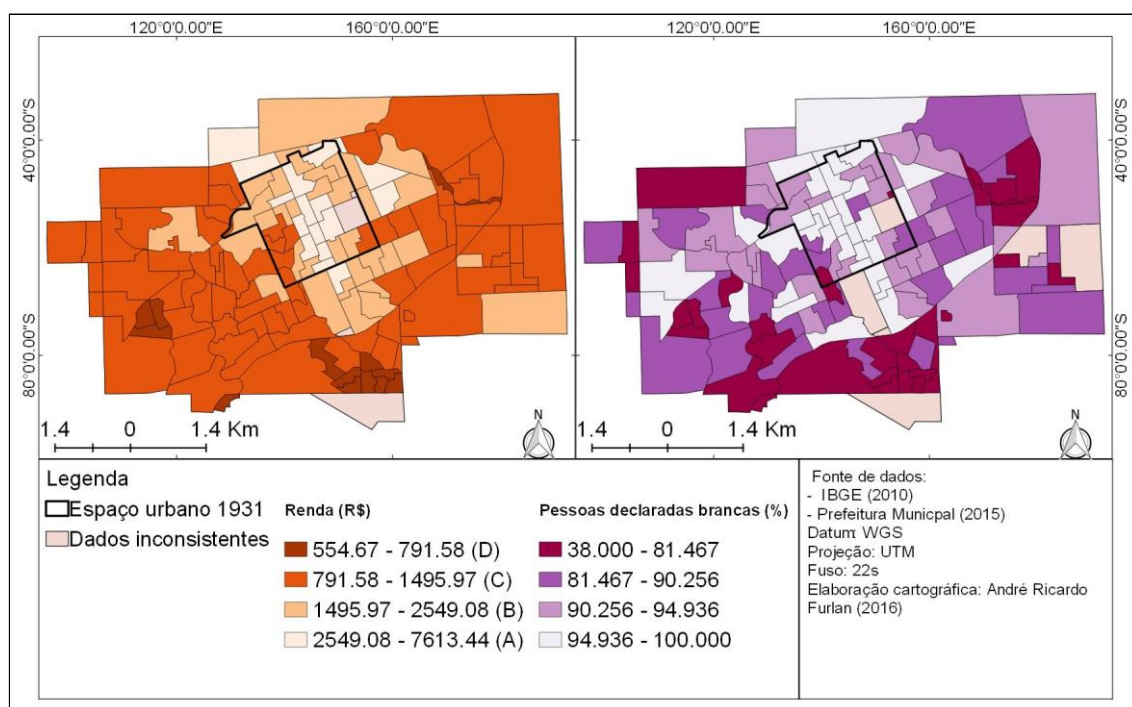 120°0'0.00"E
160°0'0.00"E
120°0'0.00"E
160°0'0.00"E
40°0'0.00"S
80°0'0.00"S
40°0'0.00"S
80°0'0.00"S
1.4 0 1.4 Km
N
1.4 0 1.4 Km
N
Legenda
Espaço urbano 1931
Dados inconsistentes
Renda (R$)
554.67 - 791.58 (D)
791.58 - 1495.97 (C)
1495.97 - 2549.08 (B)
2549.08 - 7613.44 (A)
Pessoas declaradas brancas (%)
38.000 - 81.467
81.467 - 90.256
90.256 - 94.936
94.936 - 100.000
Fonte de dados:
- IBGE (2010)
- Prefeitura Municpal (2015)
Datum: WGS
Projeção: UTM
Fuso: 22s
Elaboração cartográfica: André Ricardo
Furlan (2016)